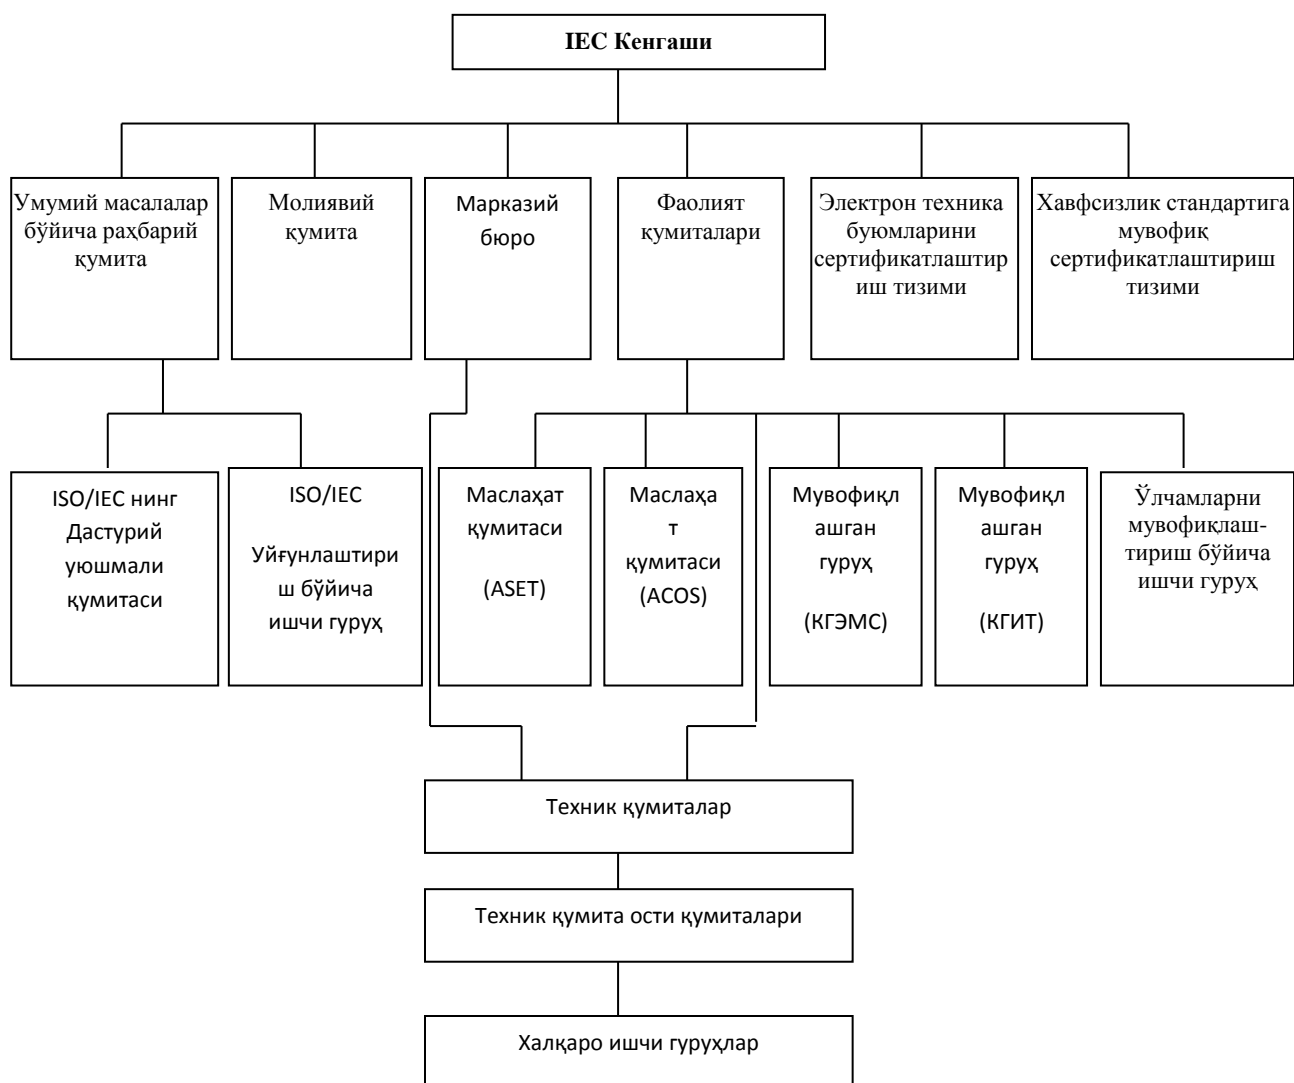 IEC Кенгаши
Умумий масалалар
бўйича раҳбарий
қумита
Молиявий
қумита
Марказий
бюро
Фаолият
қумиталари
Электрон техника
буюмларини
сертификатлаштир
иш тизими
Хавфсизлик стандартига
мувофиқ
сертификатлаштириш
тизими
ISO/IEC нинг
Дастурий
уюшмали
қумитаси
ISO/IEC
Уйғунлаштири
ш бўйича
ишчи гуруҳ
Маслаҳат
қумитаси
(ASET)
Маслаҳа
т
қумитаси
(ACOS)
Мувофиқл
ашган
гуруҳ
(КГЭМС)
Мувофиқл
ашган
гуруҳ
(КГИТ)
Ўлчамларни
мувофиқлаш-
тириш бўйича
ишчи гуруҳ
Техник қумиталар
Техник қумита ости қумиталари
Халқаро ишчи гуруҳлар